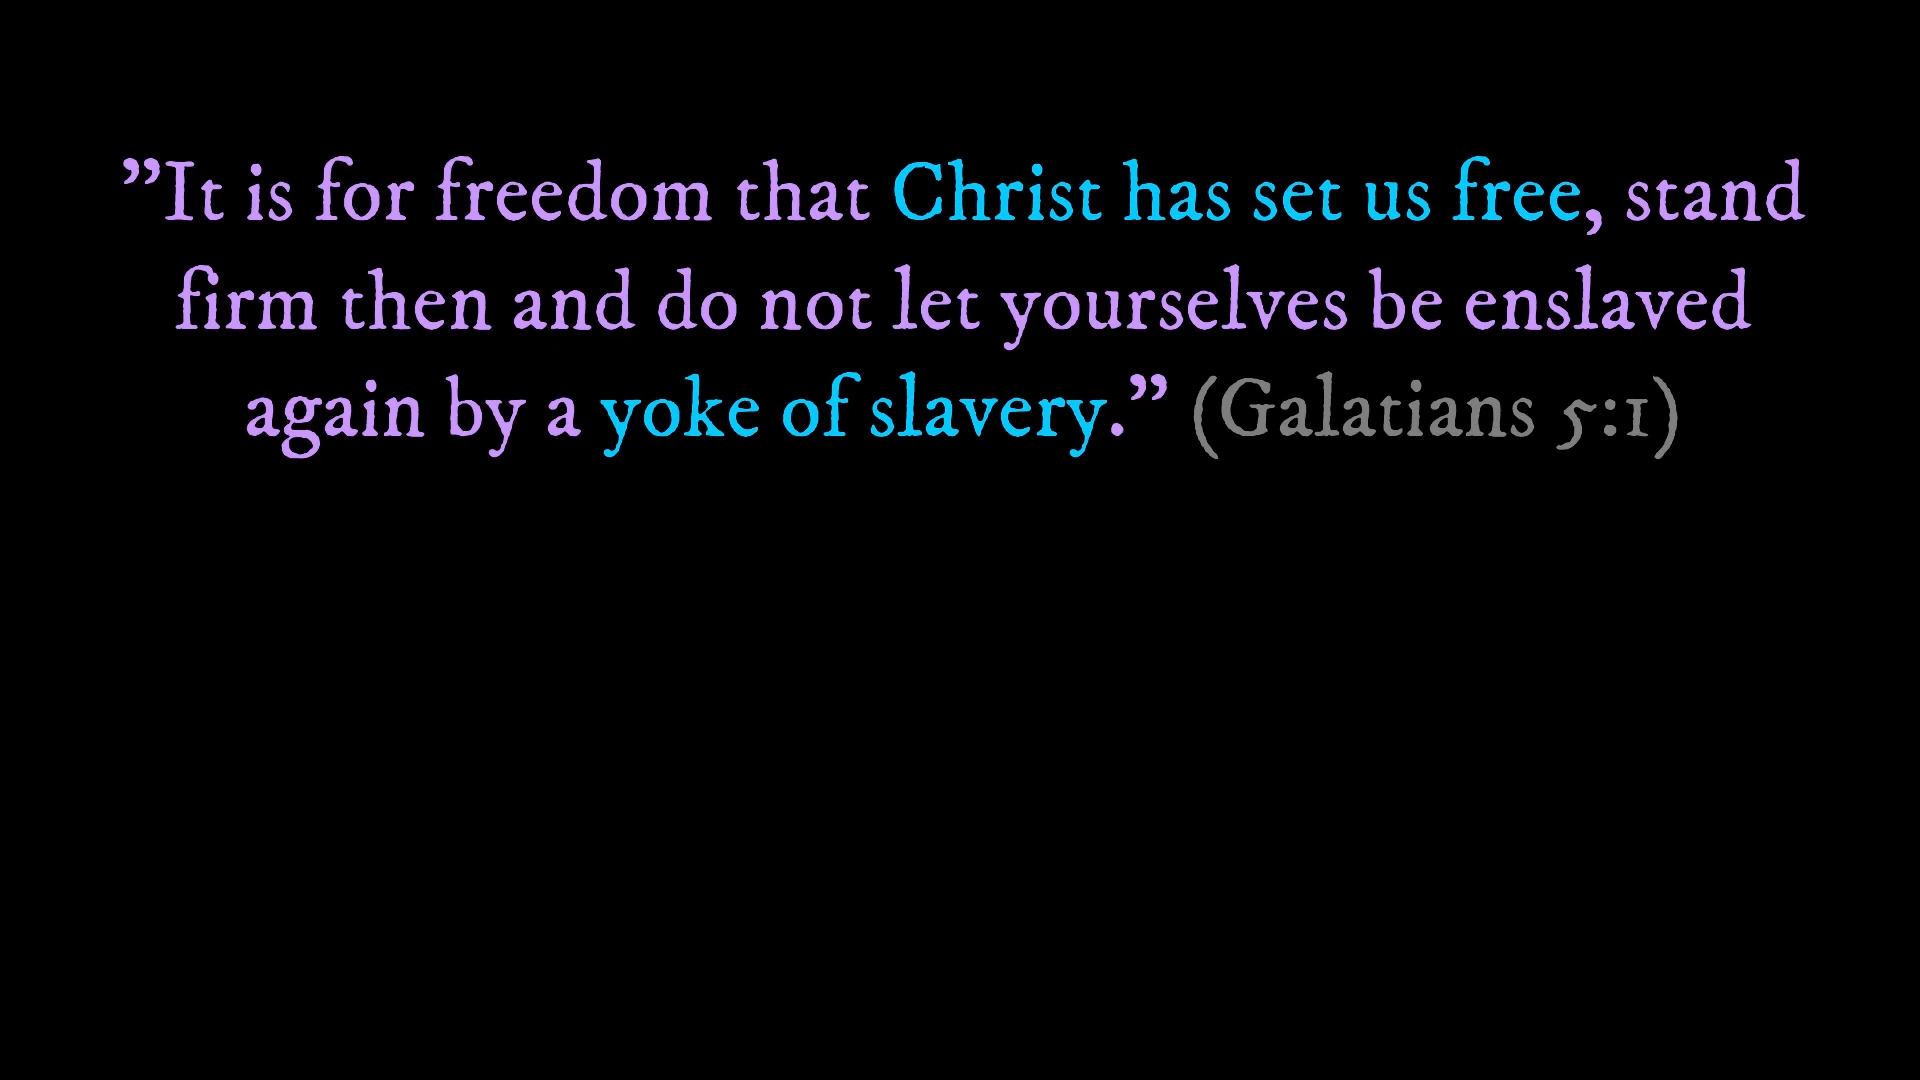 ”It is for freedom that Christ has set us free, stand
firm then and do not let yourselves be enslaved
again by a yoke of slavery.” (Galatians 5:1)